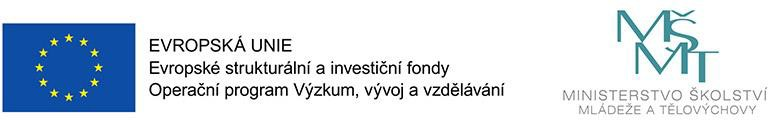 EVROPSKÁ UNIE
Evropské strukturální a investiční fondy
Operační program Výzkum, vývoj a vzdělávání
MŠMT
MINISTERSTVO ŠKOLSTVÍ
MLÁDEŽE A TĚLOVÝCHOVY